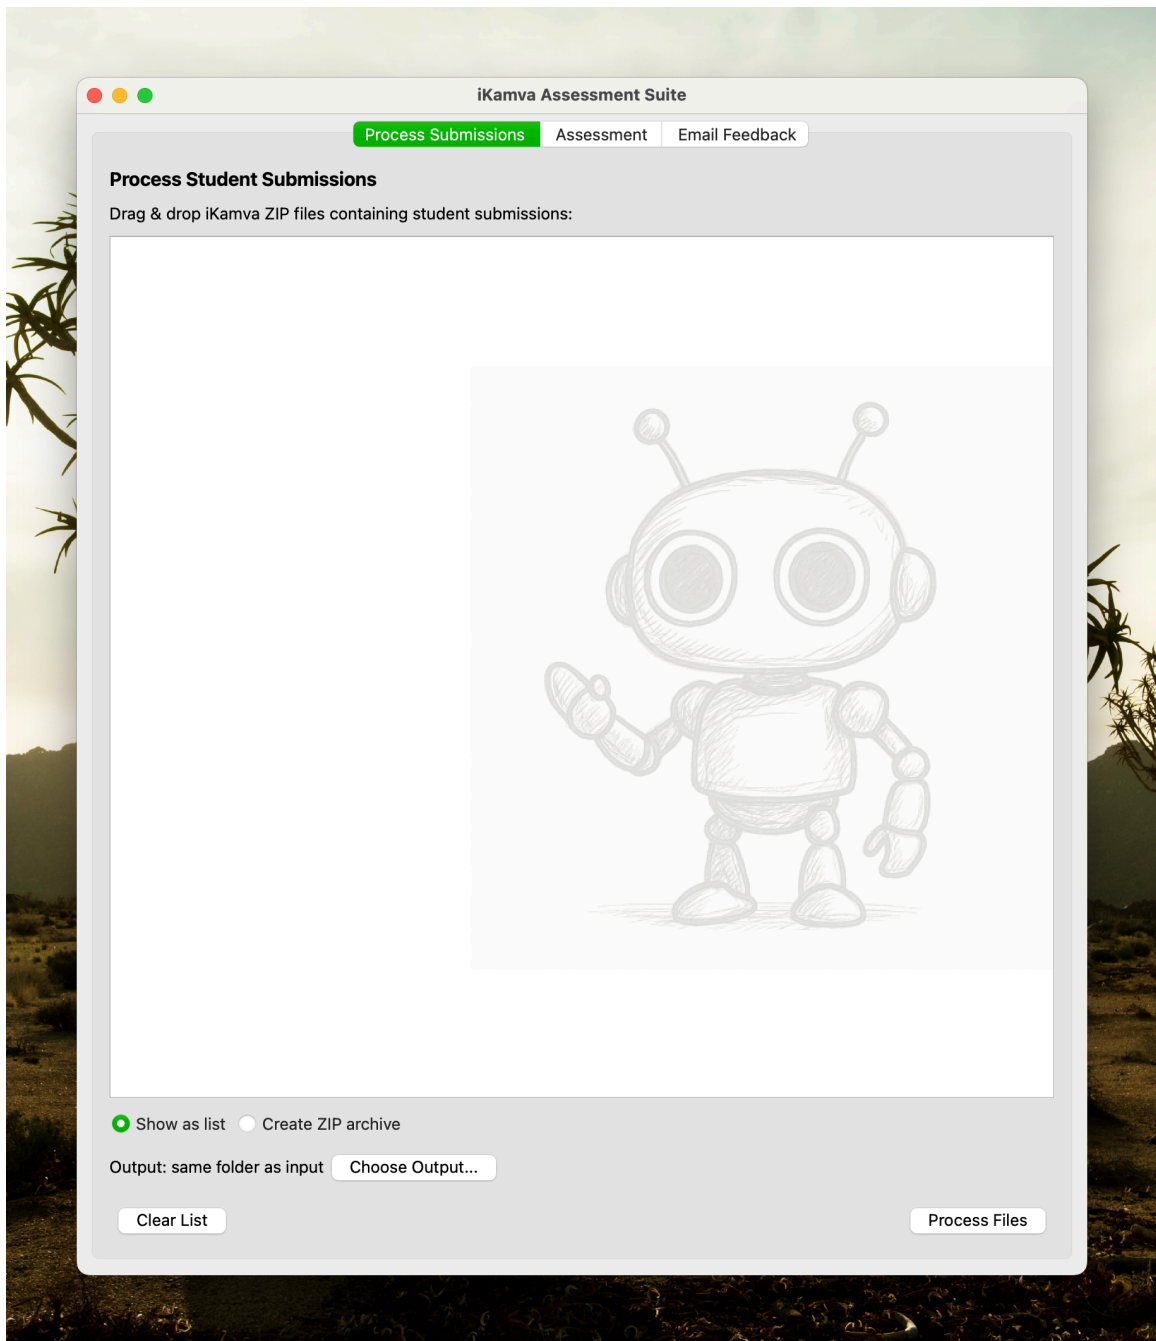 iKamva Assessment Suite
Process Submissions Assessment Email Feedback
Process Student Submissions
Drag & drop iKamva ZIP files containing student submissions:
Show as list Create ZIP archive
Output: same folder as input Choose Output...
Clear List Process Files